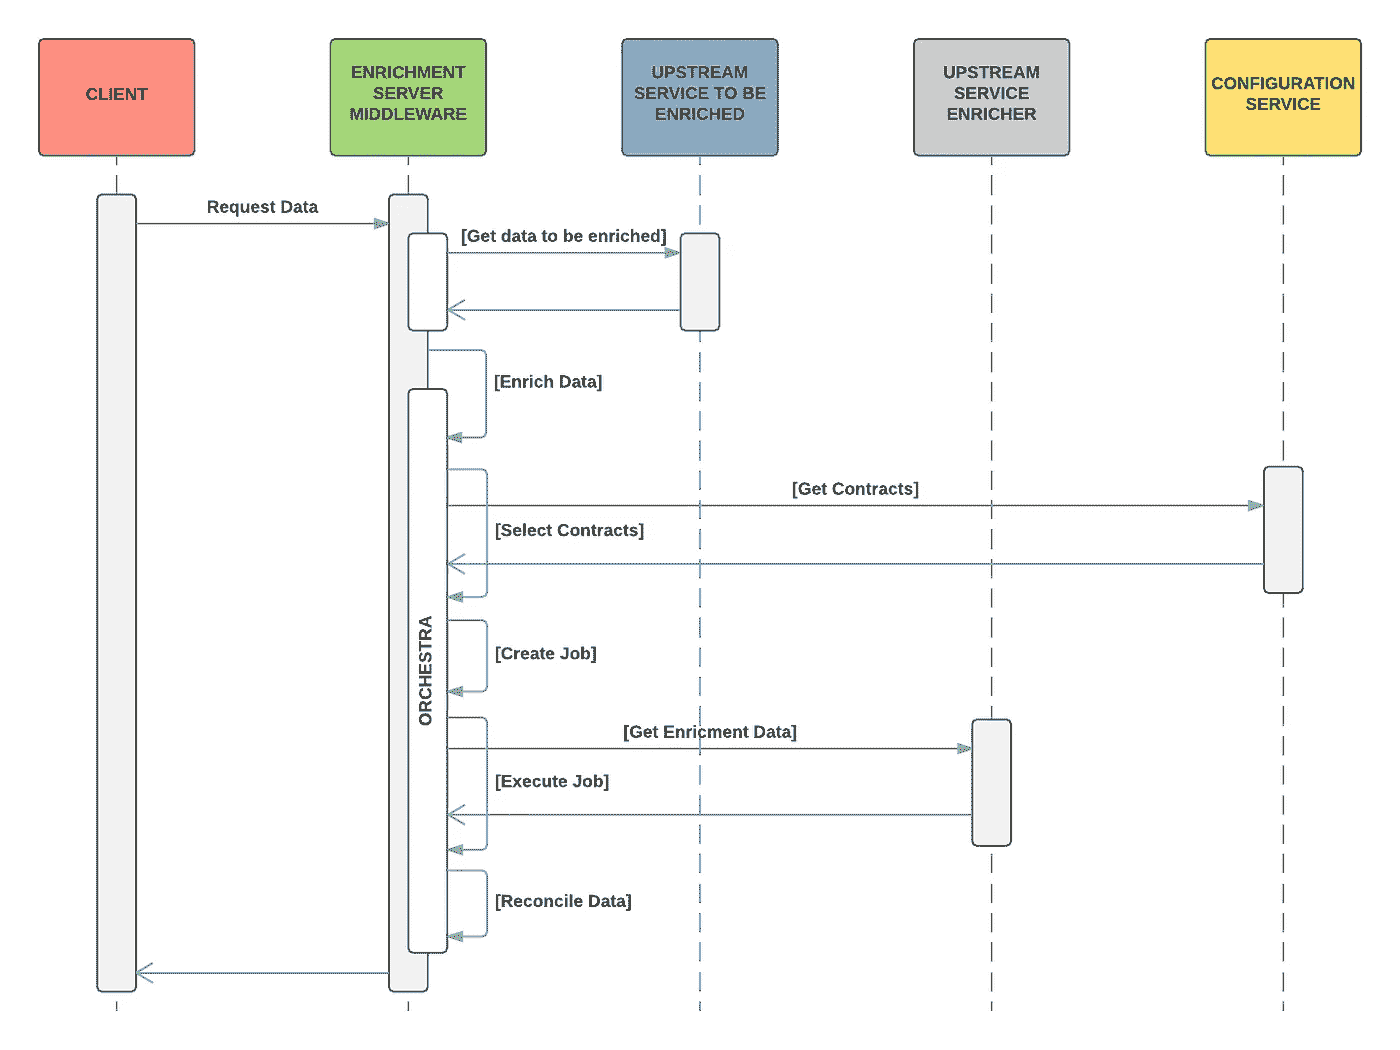 CLIENT
ENRICHMENT
SERVER
MIDDLEWARE
UPSTREAM
SERVICE TO BE
ENRICHED
UPSTREAM
SERVICE
ENRICHER
CONFIGURATION
SERVICE
Request Data
[Get data to be enriched]
[Enrich Data]
[Get Contracts]
[Select Contracts]
ORCHESTRA
[Create Job]
[Get Enricment Data]
[Execute Job]
[Reconcile Data]